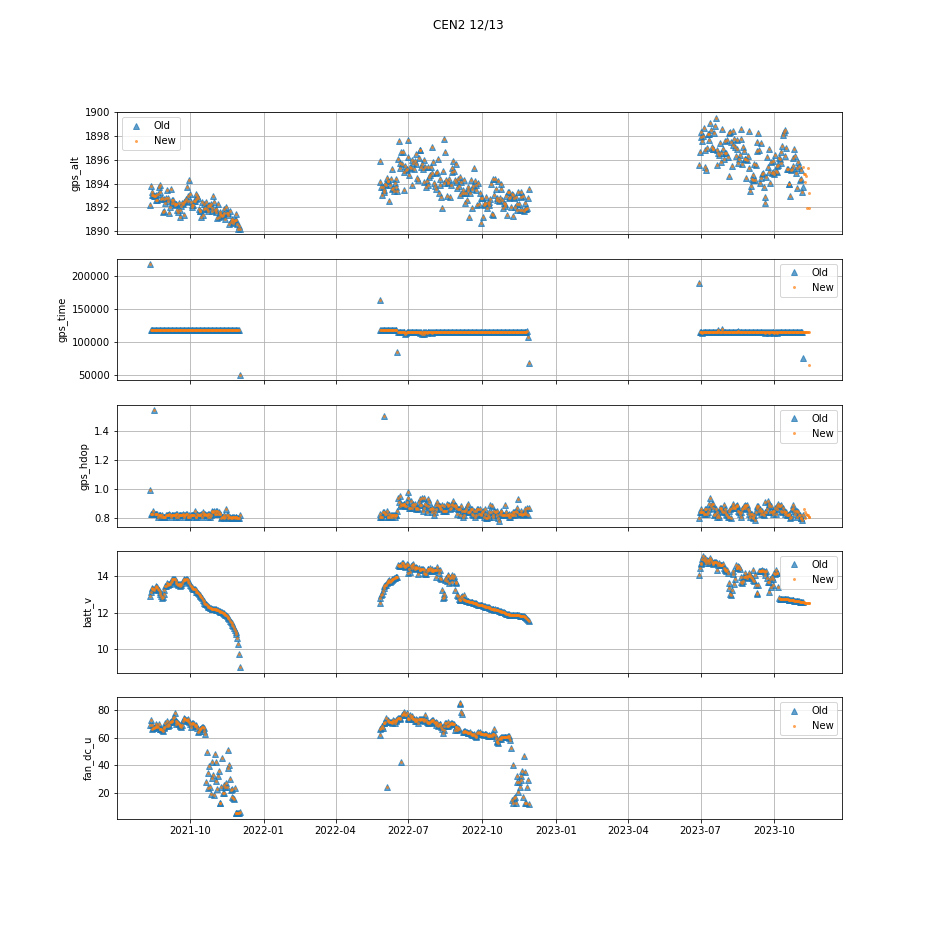 CEN2 12/13
gps_alt
1900
1898
1896
1894
1892
1890
Old
New
gps_time
200000
150000
100000
50000
Old
New
gps_hdop
1.4
1.2
1.0
0.8
Old
New
batt_v
14
12
10
Old
New
fan_dc_u
80
60
40
20
Old
New
2021-10 2022-01 2022-04 2022-07 2022-10 2023-01 2023-04 2023-07 2023-10